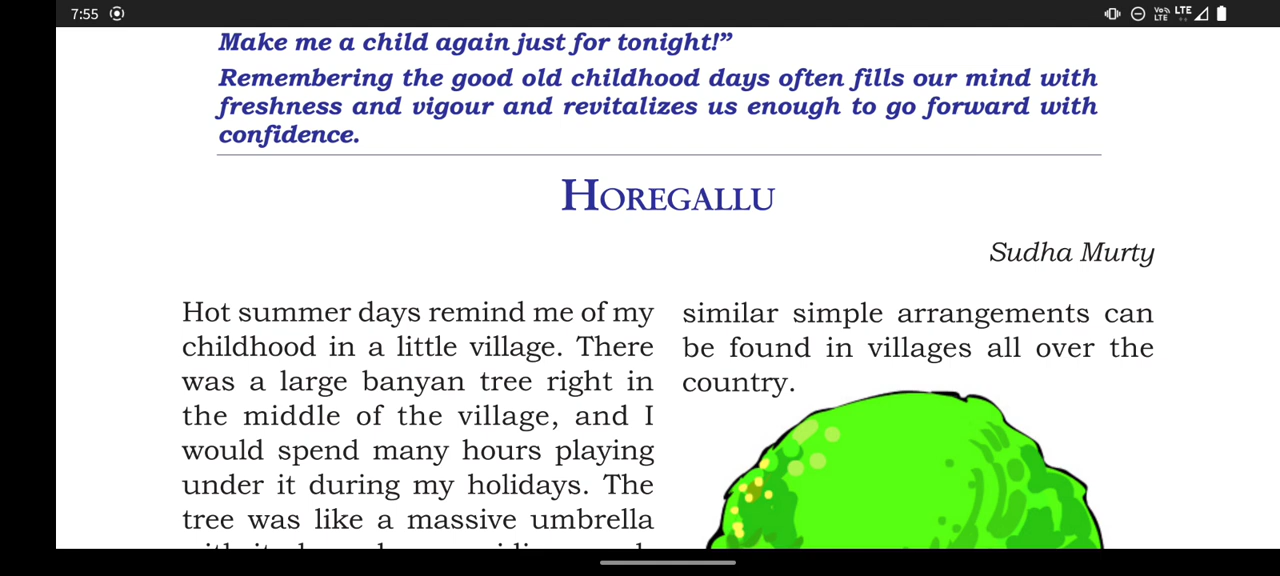 7:55
Vo LTE LTE
Make me a child again just for tonight!”
Remembering the good old childhood days often fills our mind with
freshness and vigour and revitalizes us enough to go forward with
confidence.
HOREGALLU
Sudha Murty
Hot summer days remind me of my
childhood in a little village. There
was a large banyan tree right in
the middle of the village, and I
would spend many hours playing
under it during my holidays. The
tree was like a massive umbrella
similar simple arrangements can
be found in villages all over the
country.